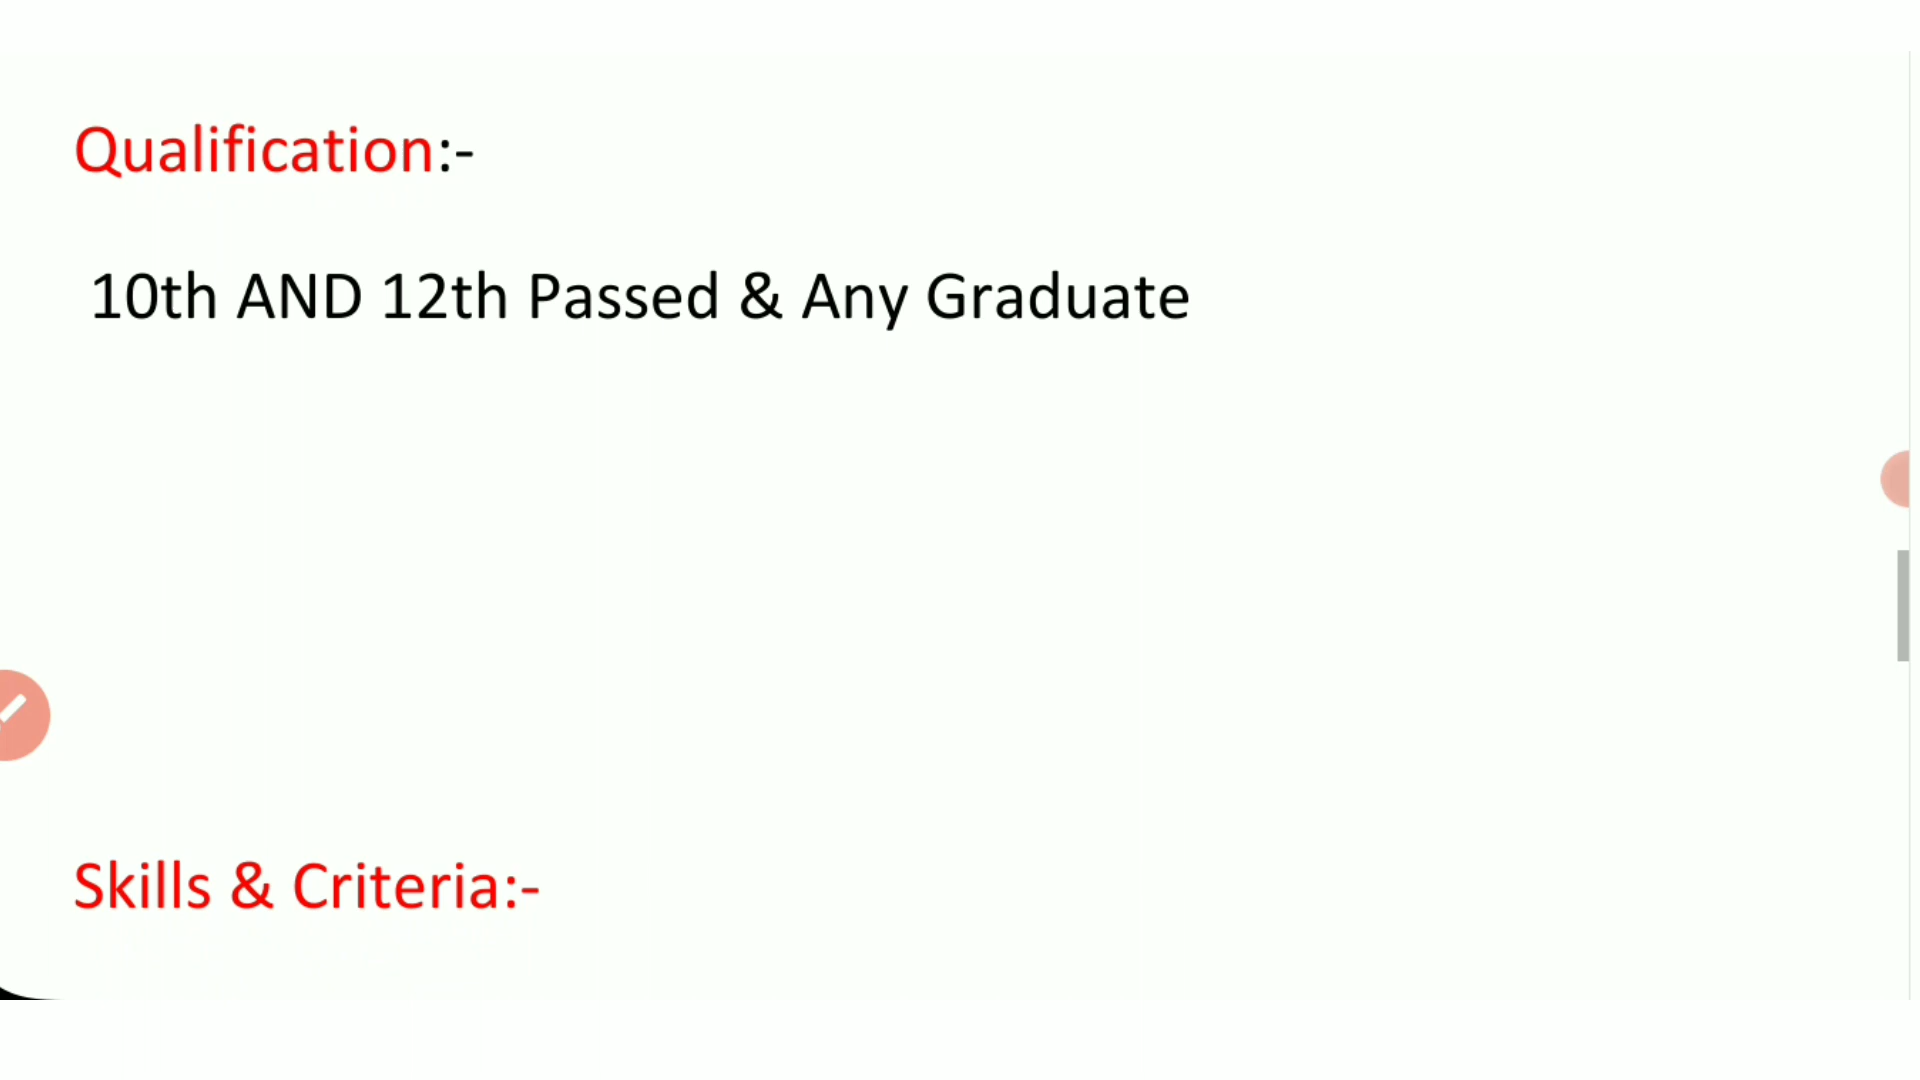 Qualification:-
10th AND 12th Passed & Any Graduate
Skills & Criteria:-